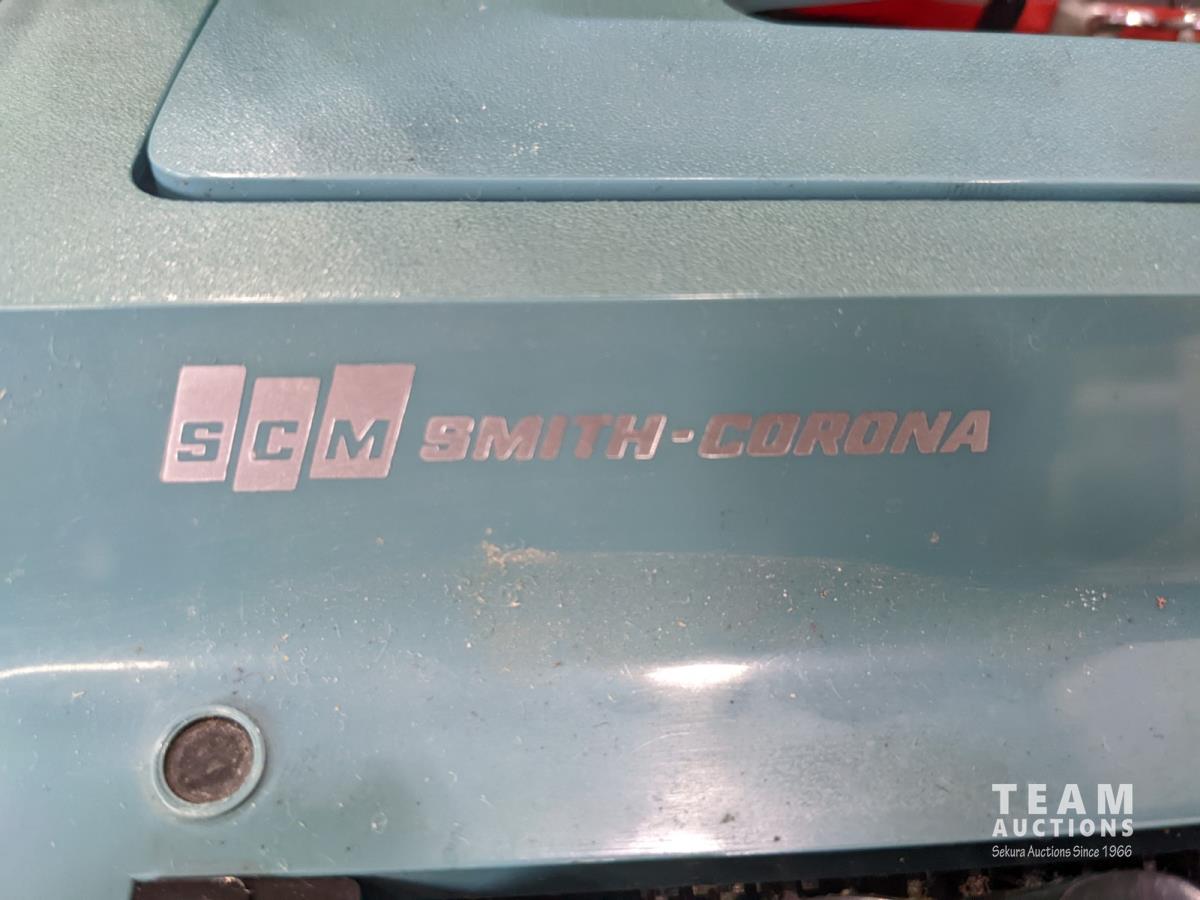 SCM SMITH-CORONA
TEAM
AUCTIONS
Sekura Auctions Since 1966